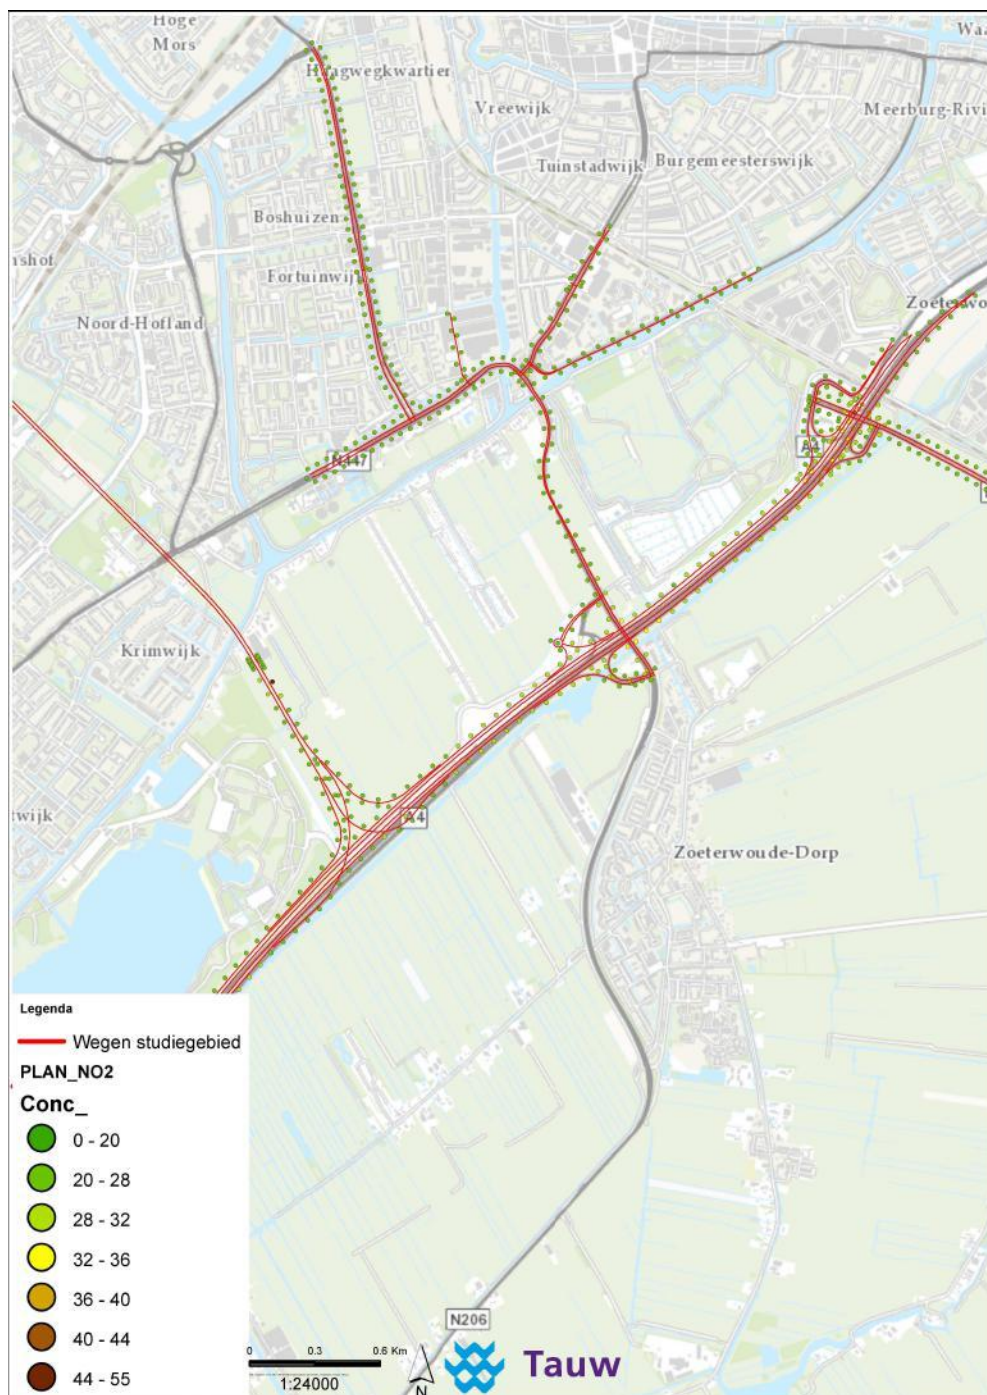 Hoge
Mors
Haagwegkwartier
Vreewijk
Meerburg-Rivi
Tuinstadwijk
Burgemeesterswijk
Boshuizen
nshof
Fortuinwij
Noord-Hofland
Zoeterwo
A4
N447
Krimwijk
twijk
A4
Zoeterwoude-Dorp
Legenda
Wegen studiegebied
PLAN_NO2
Conc_
0 - 20
20 - 28
28 - 32
32 - 36
36 - 40
40 - 44
44 - 55
N206
0 0.3 0.6 Km
1:24000
N
Tauw